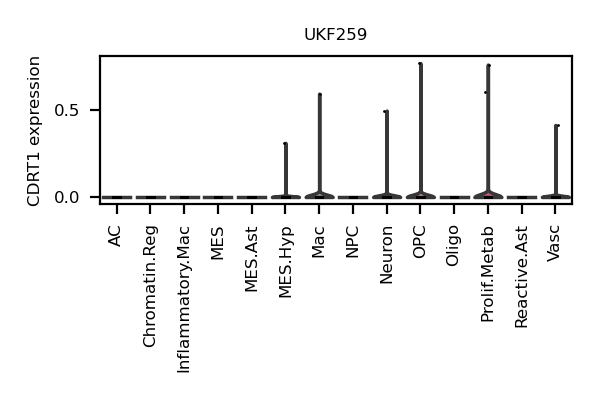 UKF259
CDRT1 expression
0.5
0.0
AC
Chromatin.Reg
Inflammatory.Mac
MES
MES.Ast
MES.Hyp
Mac
NPC
Neuron
OPC
Oligo
Prolif.Metab
Reactive.Ast
Vasc